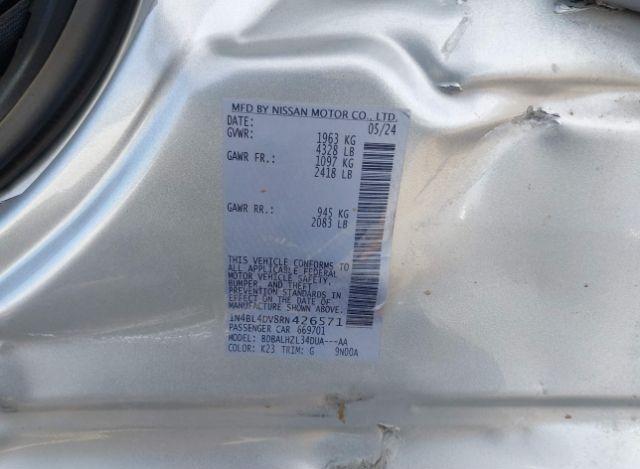 MFD BY NISSAN MOTOR CO., LTD.
DATE: 05/24
GVWR: 1963 KG
4328 LB
GAWR FR.: 1097 KG
2418 LB
GAWR RR.: 945 KG
2083 LB
THIS VEHICLE CONFORMS TO
ALL APPLICABLE FEDERAL
MOTOR VEHICLE SAFETY,
BUMPER, AND THEFT
PREVENTION STANDARDS IN
EFFECT ON THE DATE OF
MANUFACTURE SHOWN ABOVE.
1N4BL4DV8RN426571
PASSENGER CAR 669701
MODEL: BDBALHZL34DUA---AA
COLOR: K23 TRIM: G 9ND0A